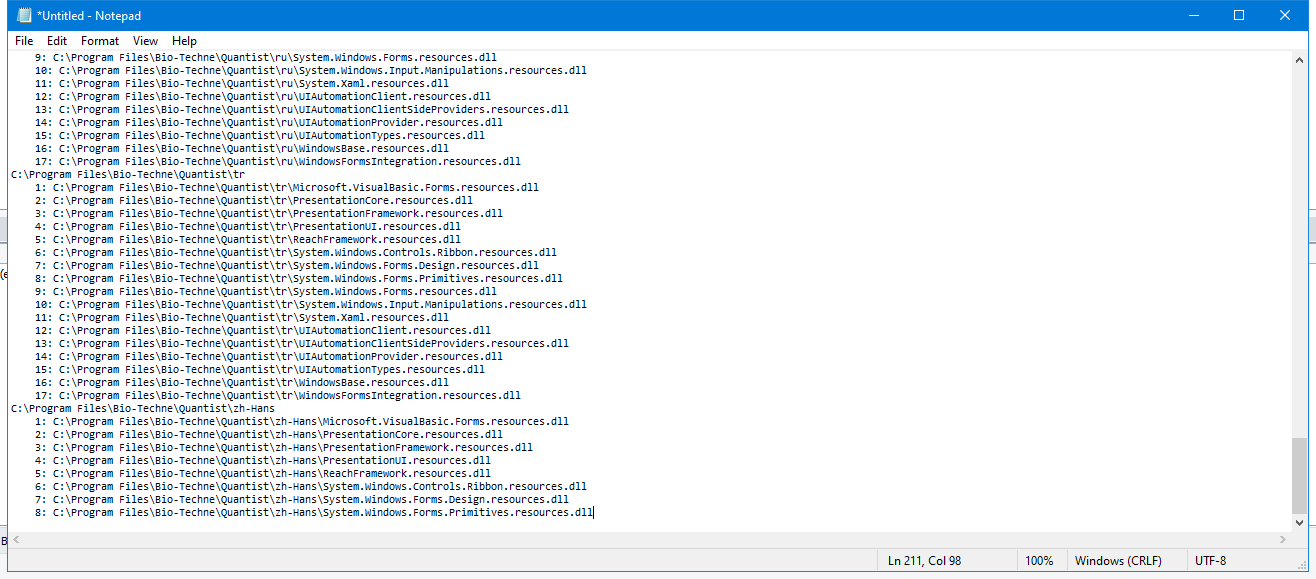 *Untitled - Notepad
File Edit Format View Help
9: C:\Program Files\Bio-Techne\Quantist\ru\System.Windows.Forms.resources.dll
10: C:\Program Files\Bio-Techne\Quantist\ru\System.Windows.Input.Manipulations.resources.dll
11: C:\Program Files\Bio-Techne\Quantist\ru\System.Xaml.resources.dll
12: C:\Program Files\Bio-Techne\Quantist\ru\UIAutomationClient.resources.dll
13: C:\Program Files\Bio-Techne\Quantist\ru\UIAutomationClientSideProviders.resources.dll
14: C:\Program Files\Bio-Techne\Quantist\ru\UIAutomationProvider.resources.dll
15: C:\Program Files\Bio-Techne\Quantist\ru\UIAutomationTypes.resources.dll
16: C:\Program Files\Bio-Techne\Quantist\ru\WindowsBase.resources.dll
17: C:\Program Files\Bio-Techne\Quantist\ru\WindowsFormsIntegration.resources.dll
C:\Program Files\Bio-Techne\Quantist\tr
1: C:\Program Files\Bio-Techne\Quantist\tr\Microsoft.VisualBasic.Forms.resources.dll
2: C:\Program Files\Bio-Techne\Quantist\tr\PresentationCore.resources.dll
3: C:\Program Files\Bio-Techne\Quantist\tr\PresentationFramework.resources.dll
4: C:\Program Files\Bio-Techne\Quantist\tr\PresentationUI.resources.dll
5: C:\Program Files\Bio-Techne\Quantist\tr\ReachFramework.resources.dll
6: C:\Program Files\Bio-Techne\Quantist\tr\System.Windows.Controls.Ribbon.resources.dll
7: C:\Program Files\Bio-Techne\Quantist\tr\System.Windows.Forms.Design.resources.dll
8: C:\Program Files\Bio-Techne\Quantist\tr\System.Windows.Forms.Primitives.resources.dll
9: C:\Program Files\Bio-Techne\Quantist\tr\System.Windows.Forms.resources.dll
10: C:\Program Files\Bio-Techne\Quantist\tr\System.Windows.Input.Manipulations.resources.dll
11: C:\Program Files\Bio-Techne\Quantist\tr\System.Xaml.resources.dll
12: C:\Program Files\Bio-Techne\Quantist\tr\UIAutomationClient.resources.dll
13: C:\Program Files\Bio-Techne\Quantist\tr\UIAutomationClientSideProviders.resources.dll
14: C:\Program Files\Bio-Techne\Quantist\tr\UIAutomationProvider.resources.dll
15: C:\Program Files\Bio-Techne\Quantist\tr\UIAutomationTypes.resources.dll
16: C:\Program Files\Bio-Techne\Quantist\tr\WindowsBase.resources.dll
17: C:\Program Files\Bio-Techne\Quantist\tr\WindowsFormsIntegration.resources.dll
C:\Program Files\Bio-Techne\Quantist\zh-Hans
1: C:\Program Files\Bio-Techne\Quantist\zh-Hans\Microsoft.VisualBasic.Forms.resources.dll
2: C:\Program Files\Bio-Techne\Quantist\zh-Hans\PresentationCore.resources.dll
3: C:\Program Files\Bio-Techne\Quantist\zh-Hans\PresentationFramework.resources.dll
4: C:\Program Files\Bio-Techne\Quantist\zh-Hans\PresentationUI.resources.dll
5: C:\Program Files\Bio-Techne\Quantist\zh-Hans\ReachFramework.resources.dll
6: C:\Program Files\Bio-Techne\Quantist\zh-Hans\System.Windows.Controls.Ribbon.resources.dll
7: C:\Program Files\Bio-Techne\Quantist\zh-Hans\System.Windows.Forms.Design.resources.dll
8: C:\Program Files\Bio-Techne\Quantist\zh-Hans\System.Windows.Forms.Primitives.resources.dll
Ln 211, Col 98 100% Windows (CRLF) UTF-8